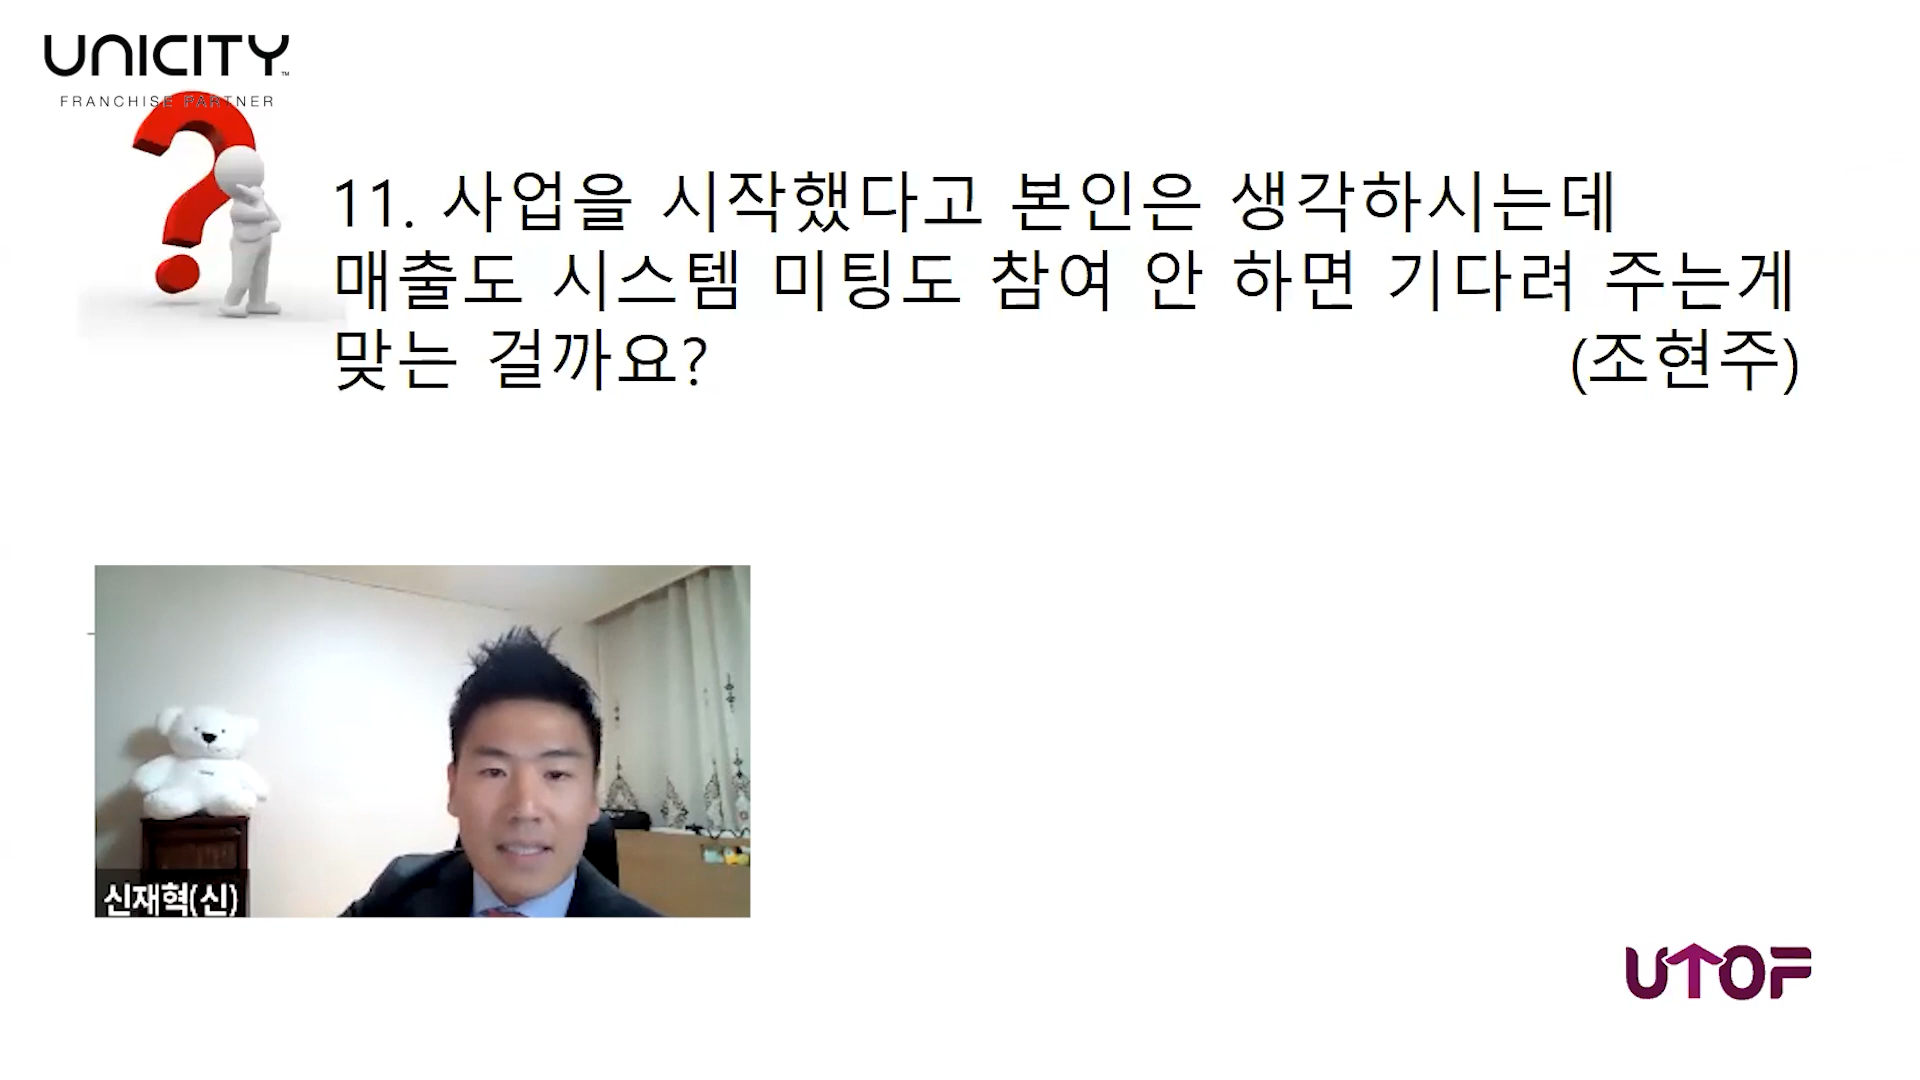 UNICITY™
FRANCHISE PARTNER
11. 사업을 시작했다고 본인은 생각하시는데
매출도 시스템 미팅도 참여 안 하면 기다려 주는게
맞는 걸까요? (조현주)
신재혁(신)
UTOF